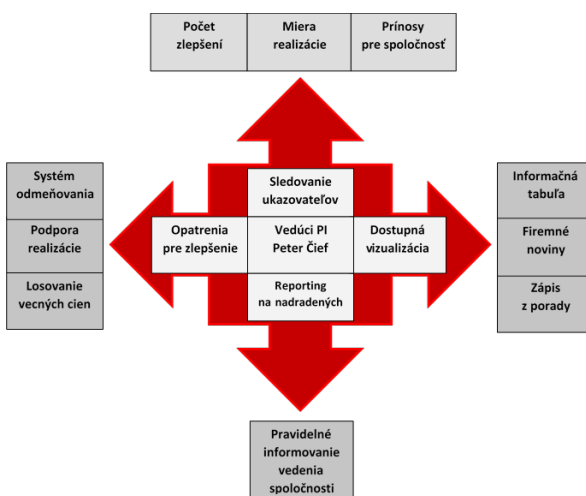 Počet
zlepšení
Miera
realizácie
Prínosy
pre spoločnosť
Systém
odmeňovania
Podpora
realizácie
Losovanie
vecných cien
Sledovanie
ukazovateľov
Opatrenia
pre zlepšenie
Vedúci PI
Peter Čief
Dostupná
vizualizácia
Reporting
na nadradených
Informačná
tabuľa
Firemné
noviny
Zápis
z porady
Pravidelné
informovanie
vedenia
spoločnosti